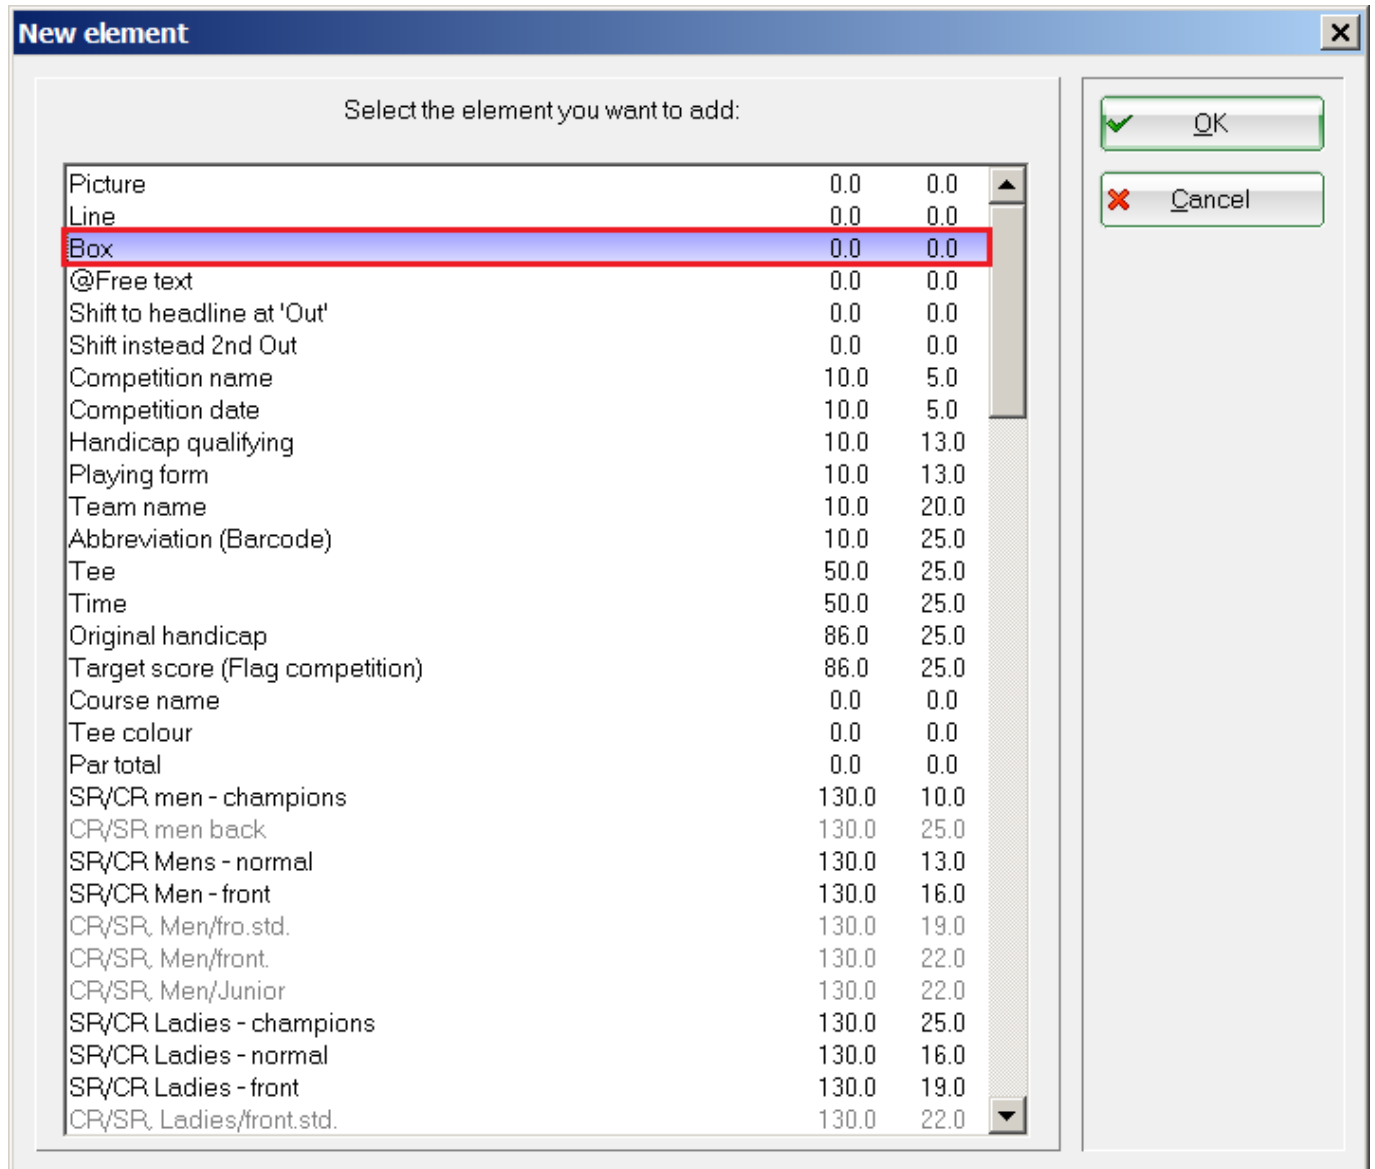 New element
Select the element you want to add:
OK
Cancel
Picture 0.0 0.0
Line 0.0 0.0
Box 0.0 0.0
@Free text 0.0 0.0
Shift to headline at 'Out' 0.0 0.0
Shift instead 2nd Out 0.0 0.0
Competition name 10.0 5.0
Competition date 10.0 5.0
Handicap qualifying 10.0 13.0
Playing form 10.0 13.0
Team name 10.0 20.0
Abbreviation (Barcode) 10.0 25.0
Tee 50.0 25.0
Time 50.0 25.0
Original handicap 86.0 25.0
Target score (Flag competition) 86.0 25.0
Course name 0.0 0.0
Tee colour 0.0 0.0
Par total 0.0 0.0
SR/CR men - champions 130.0 10.0
CR/SR men back 130.0 25.0
SR/CR Mens - normal 130.0 13.0
SR/CR Men - front 130.0 16.0
CR/SR, Men/fro.std. 130.0 19.0
CR/SR, Men/front. 130.0 22.0
CR/SR, Men/Junior 130.0 22.0
SR/CR Ladies - champions 130.0 25.0
SR/CR Ladies - normal 130.0 16.0
SR/CR Ladies - front 130.0 19.0
CR/SR, Ladies/front.std. 130.0 22.0